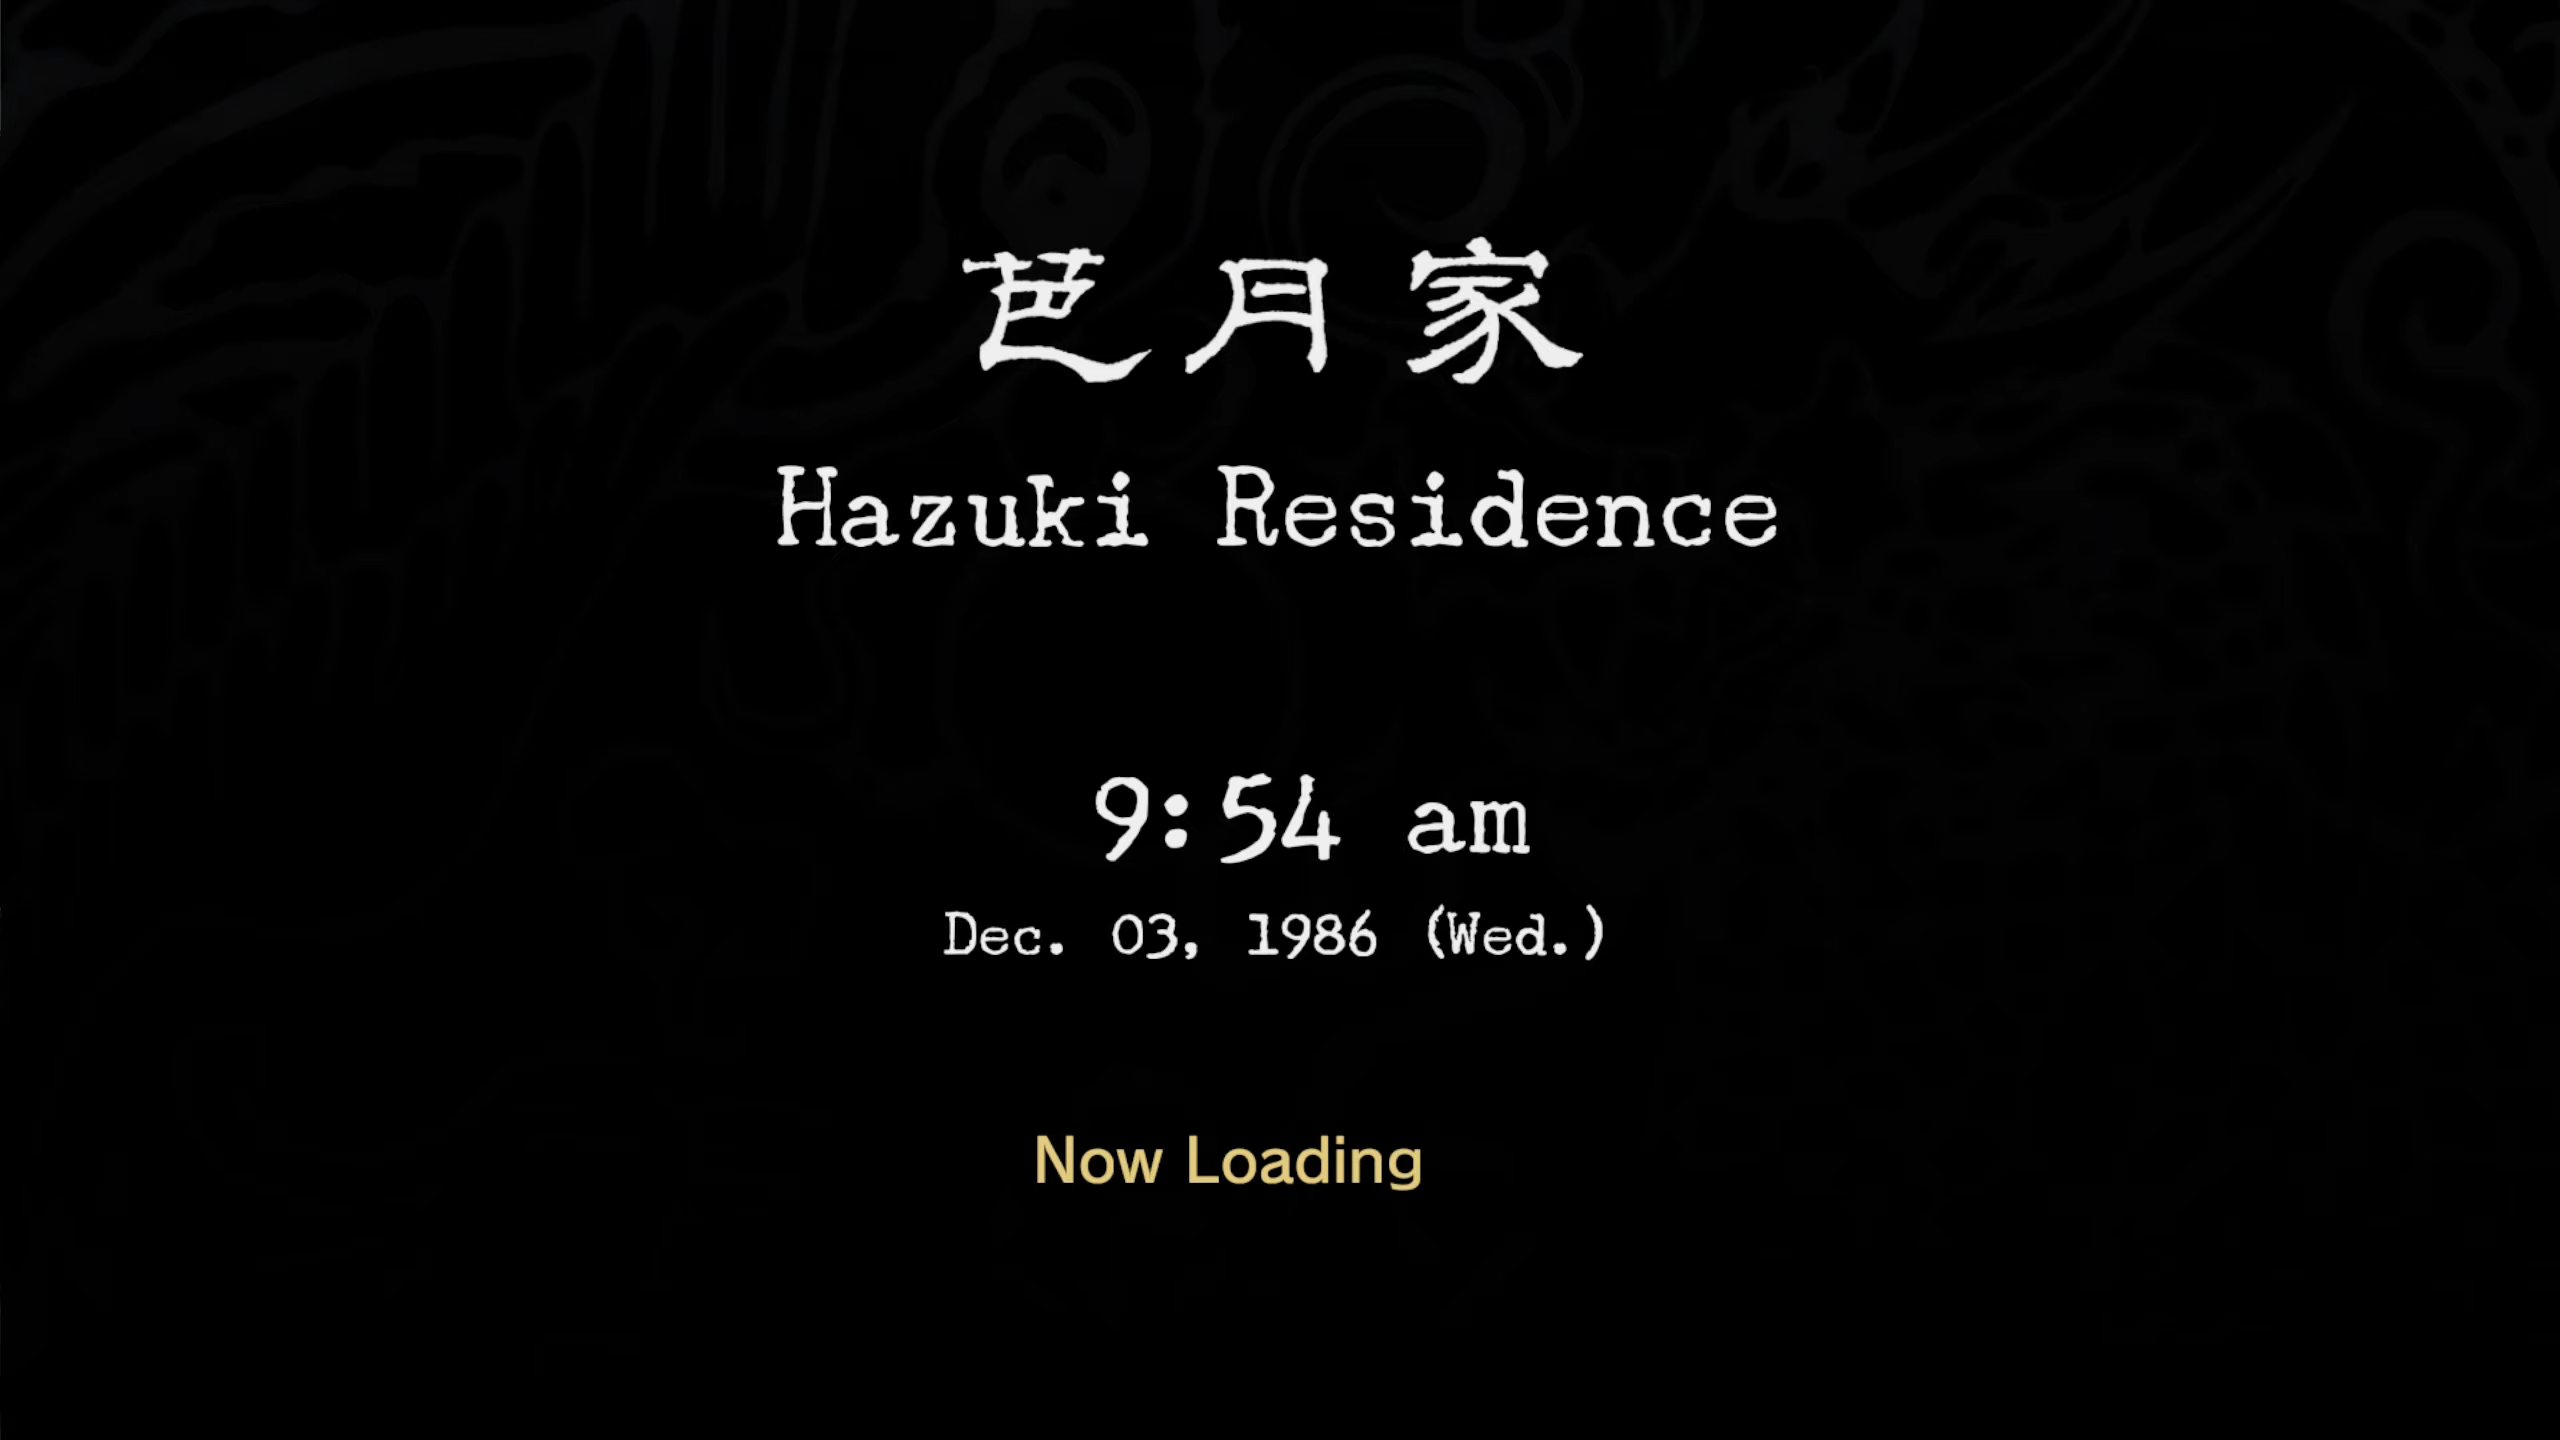 芭月家
Hazuki Residence
9:54 am
Dec. 03, 1986 (Wed.)
Now Loading